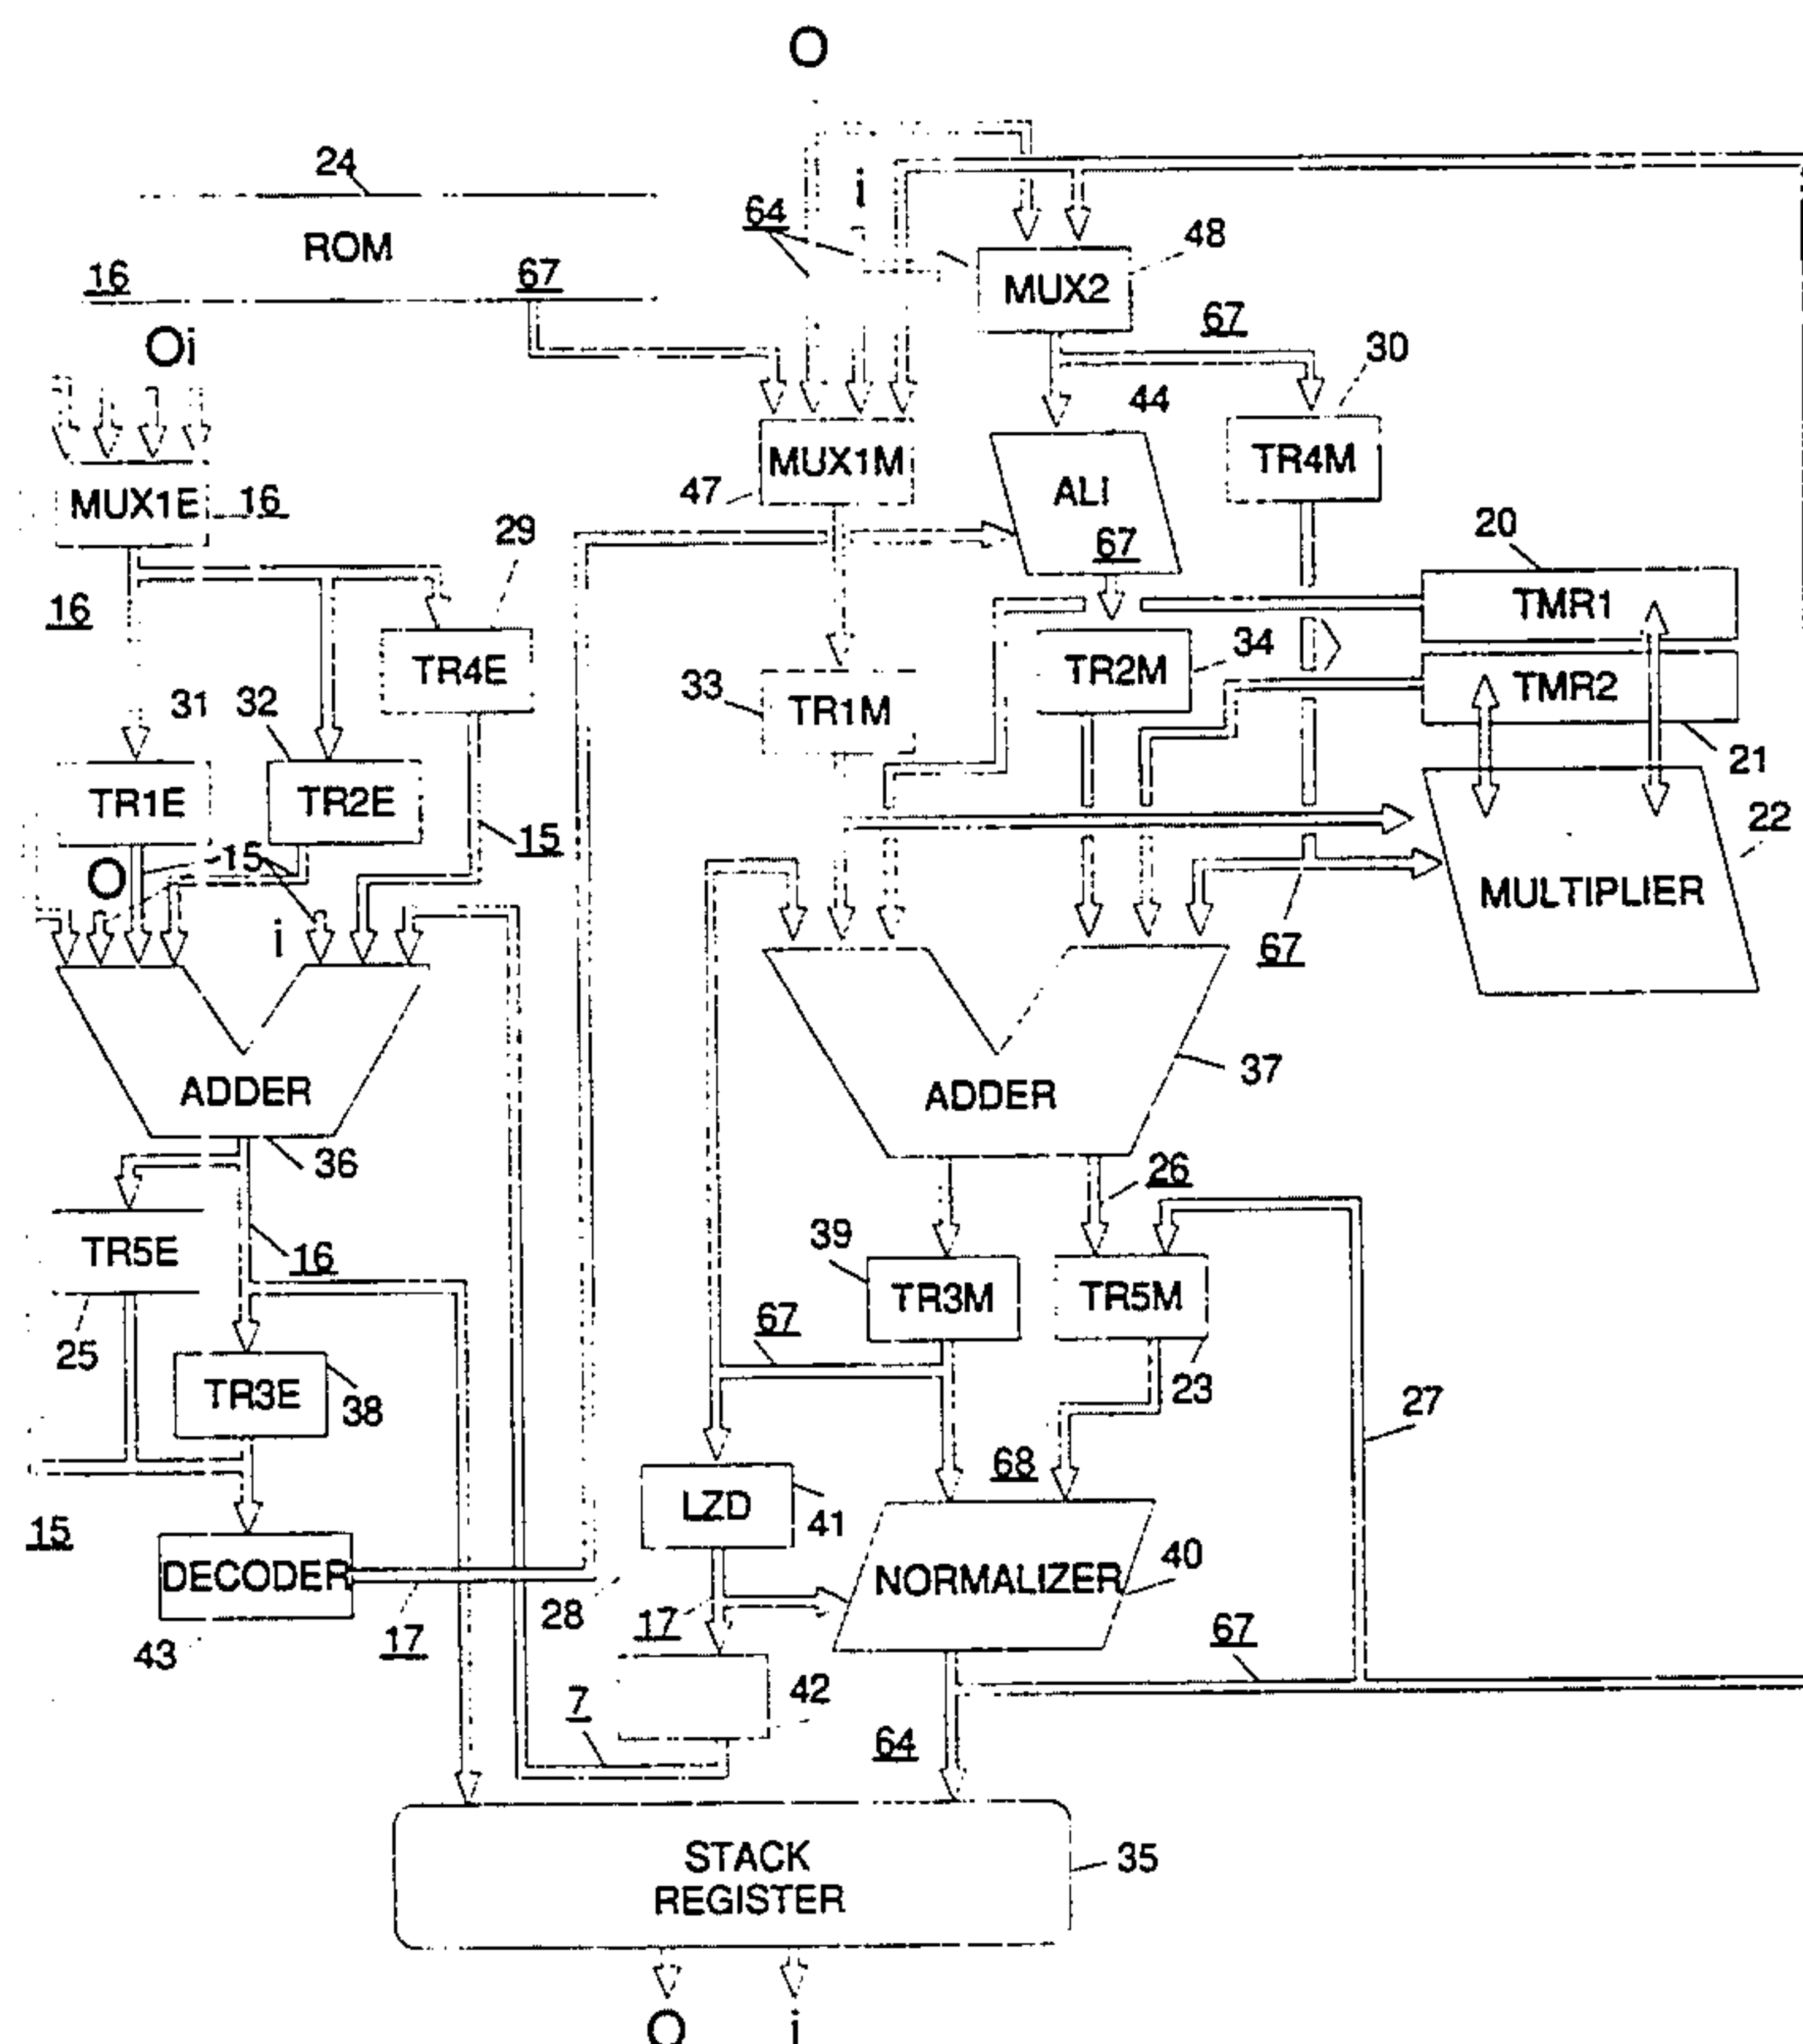 O
24
ROM
i
64
48
16
67
MUX2
67
Oi
30
44
MUX1M
TR4M
MUX1E
16
47
ALI
29
67
20
16
TMR1
TR4E
34
TR2M
TMR2
31
32
33
TR1M
21
TR1E
TR2E
15
22
O
15
MULTIPLIER
i
67
ADDER
ADDER
37
36
26
TR5E
16
39
TR3M
TR5M
67
25
23
27
TR3E
38
68
LZD
41
15
DECODER
NORMALIZER
40
28
17
43
17
67
42
7
64
STACK
REGISTER
35
O
i